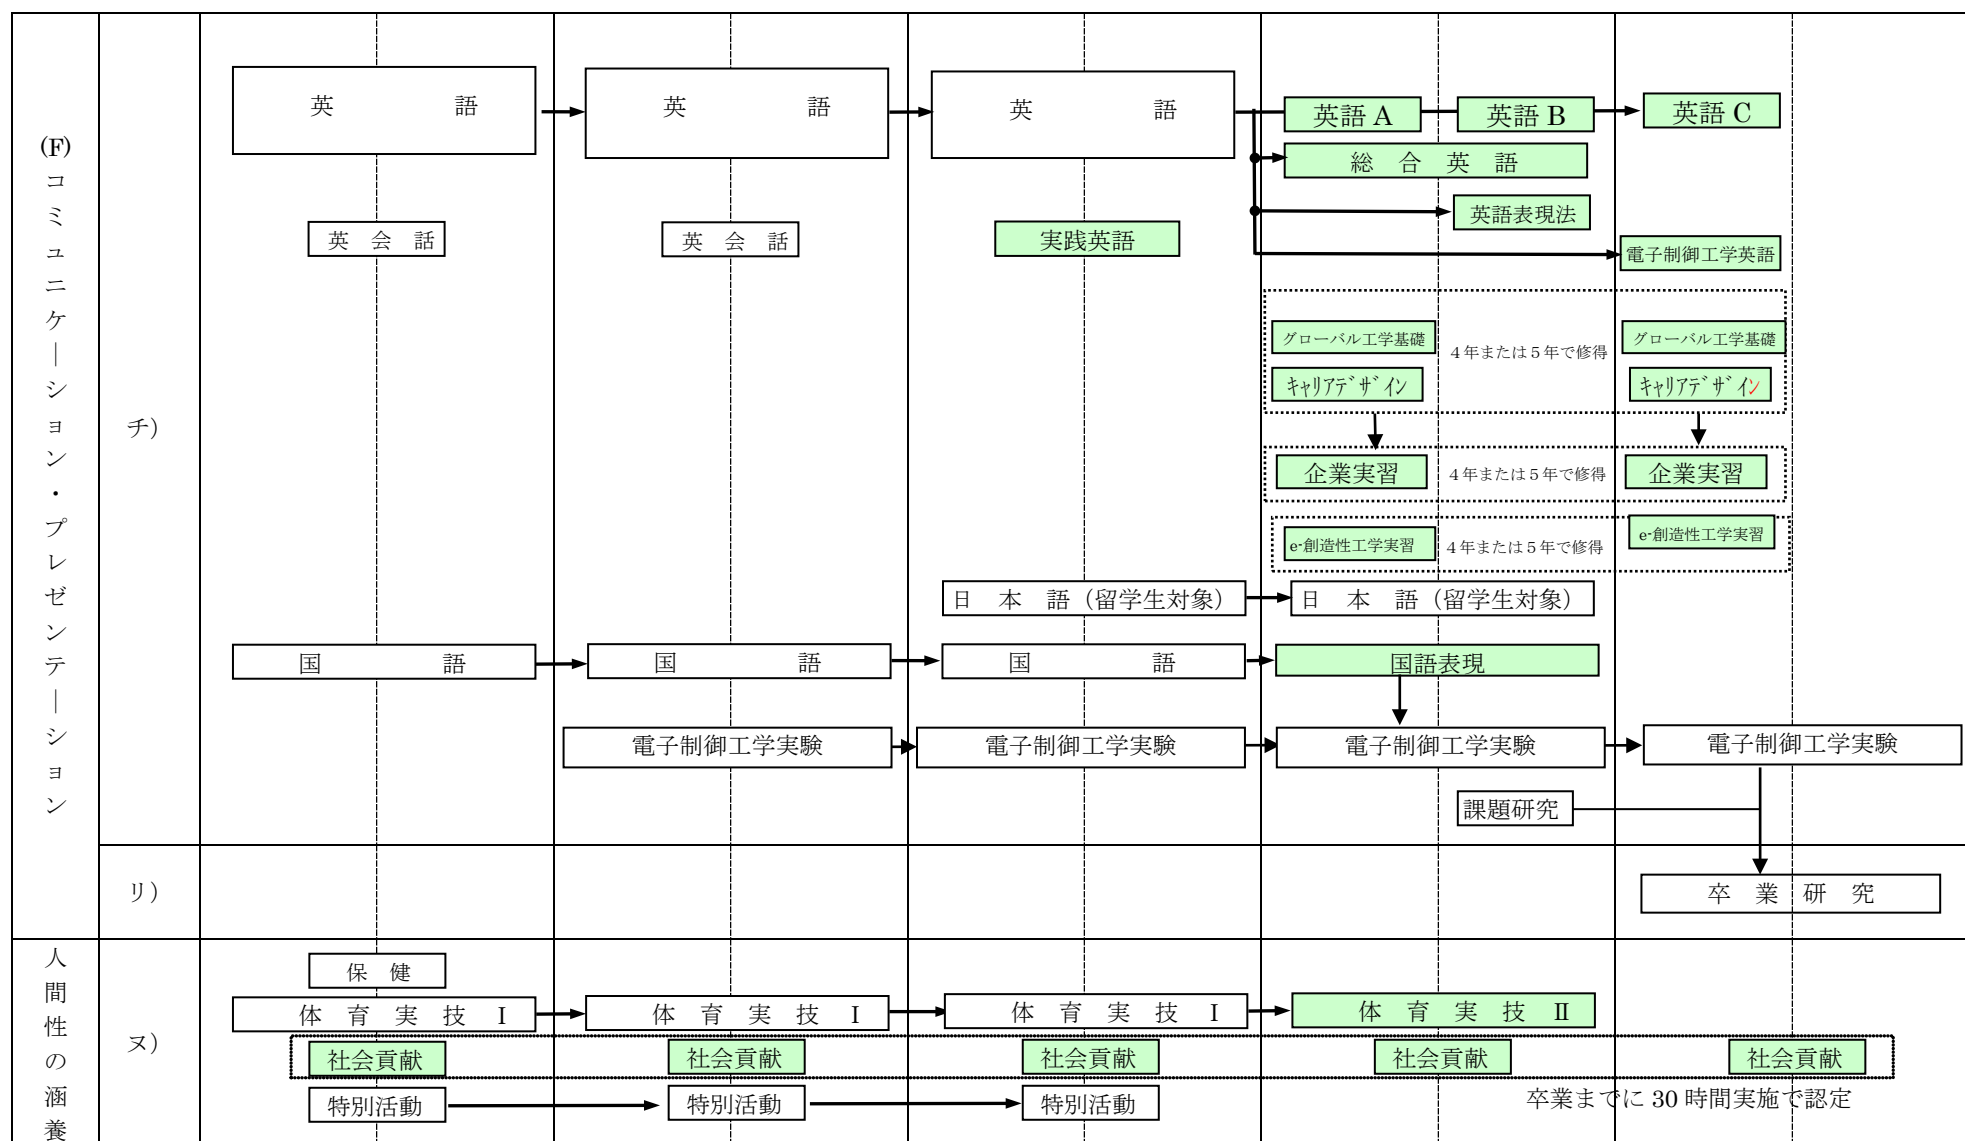 (F)コミュニケ―ション・プレゼンテ―ション
チ）
英　語
英　語
英　語
英語 A
英語 B
英語 C
総　合　英　語
英語表現法
英　会　話
英　会　話
実践英語
電子制御工学英語
グローバル工学基礎
４年または５年で修得
グローバル工学基礎
キャリアデザイン
キャリアデザイン
企業実習
４年または５年で修得
企業実習
e-創造性工学実習
４年または５年で修得
e-創造性工学実習
日　本　語（留学生対象）
日　本　語（留学生対象）
国　語
国　語
国　語
国語表現
電子制御工学実験
電子制御工学実験
電子制御工学実験
電子制御工学実験
課題研究
リ）
卒　業　研　究
人間性の涵養
ヌ）
保　健
体　育　実　技　Ⅰ
体　育　実　技　Ⅰ
体　育　実　技　Ⅰ
体　育　実　技　Ⅱ
社会貢献
社会貢献
社会貢献
社会貢献
社会貢献
特別活動
特別活動
特別活動
卒業までに 30 時間実施で認定